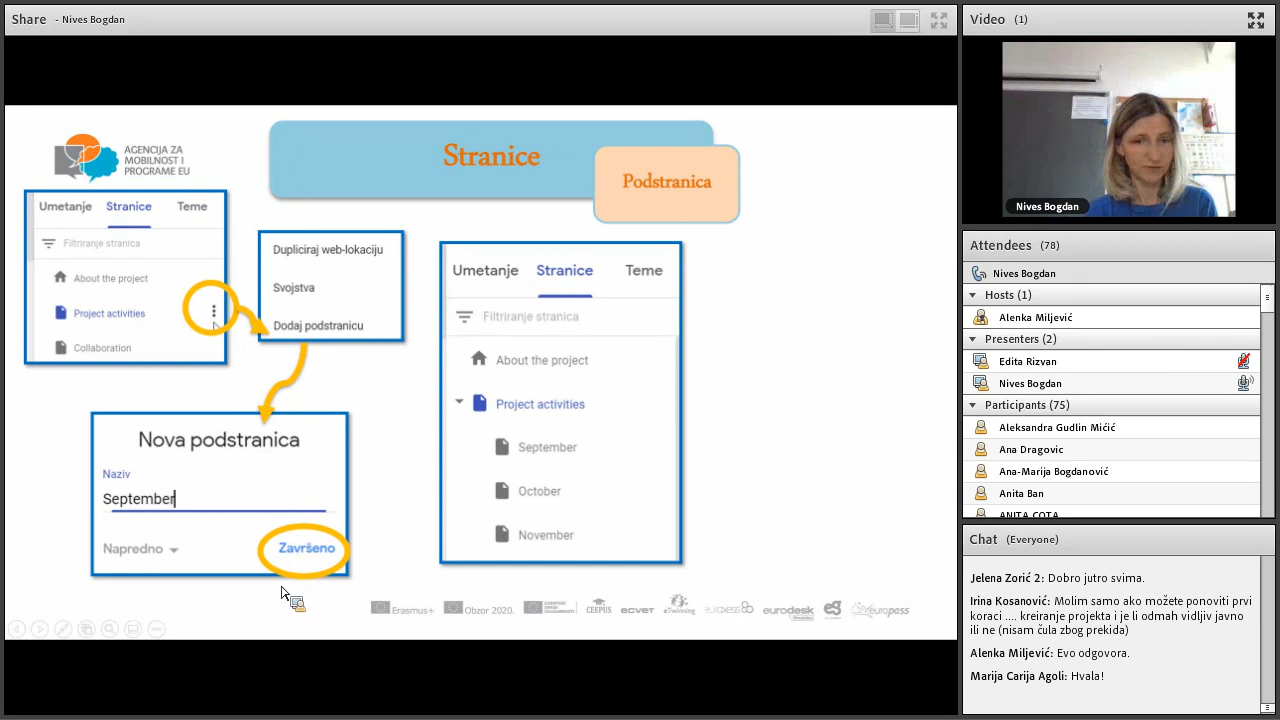 Share - Nives Bogdan
AGENCIJA ZA
MOBILNOST I
PROGRAME EU
Stranice
Podstranica
Umetanje Stranice Teme
Filtriranje stranica
About the project
Project activities
Collaboration
Dupliciraj web-lokaciju
Svojstva
Dodaj podstranicu
Nova podstranica
Naziv
September
Napredno
Završeno
Umetanje Stranice Teme
Filtriranje stranica
About the project
Project activities
September
October
November
Erasmus+
Obzor 2020.
CEEPUS
ECVET
eTwinning
eurodesk
europass
Video (1)
Nives Bogdan
Attendees (78)
Nives Bogdan
Hosts (1)
Alenka Miljević
Presenters (2)
Edita Rizvan
Nives Bogdan
Participants (75)
Aleksandra Gudlin Mićić
Ana Dragovic
Ana-Marija Bogdanović
Anita Ban
ANITA COTA
Chat (Everyone)
Jelena Zorić 2: Dobro jutro svima.
Irina Kosanović: Molim samo ako možete ponoviti prvi
koraci .... kreiranje projekta i je li odmah vidljiv javno
ili ne (nisam čula zbog prekida)
Alenka Miljević: Evo odgovora.
Marija Carija Agoli: Hvala!